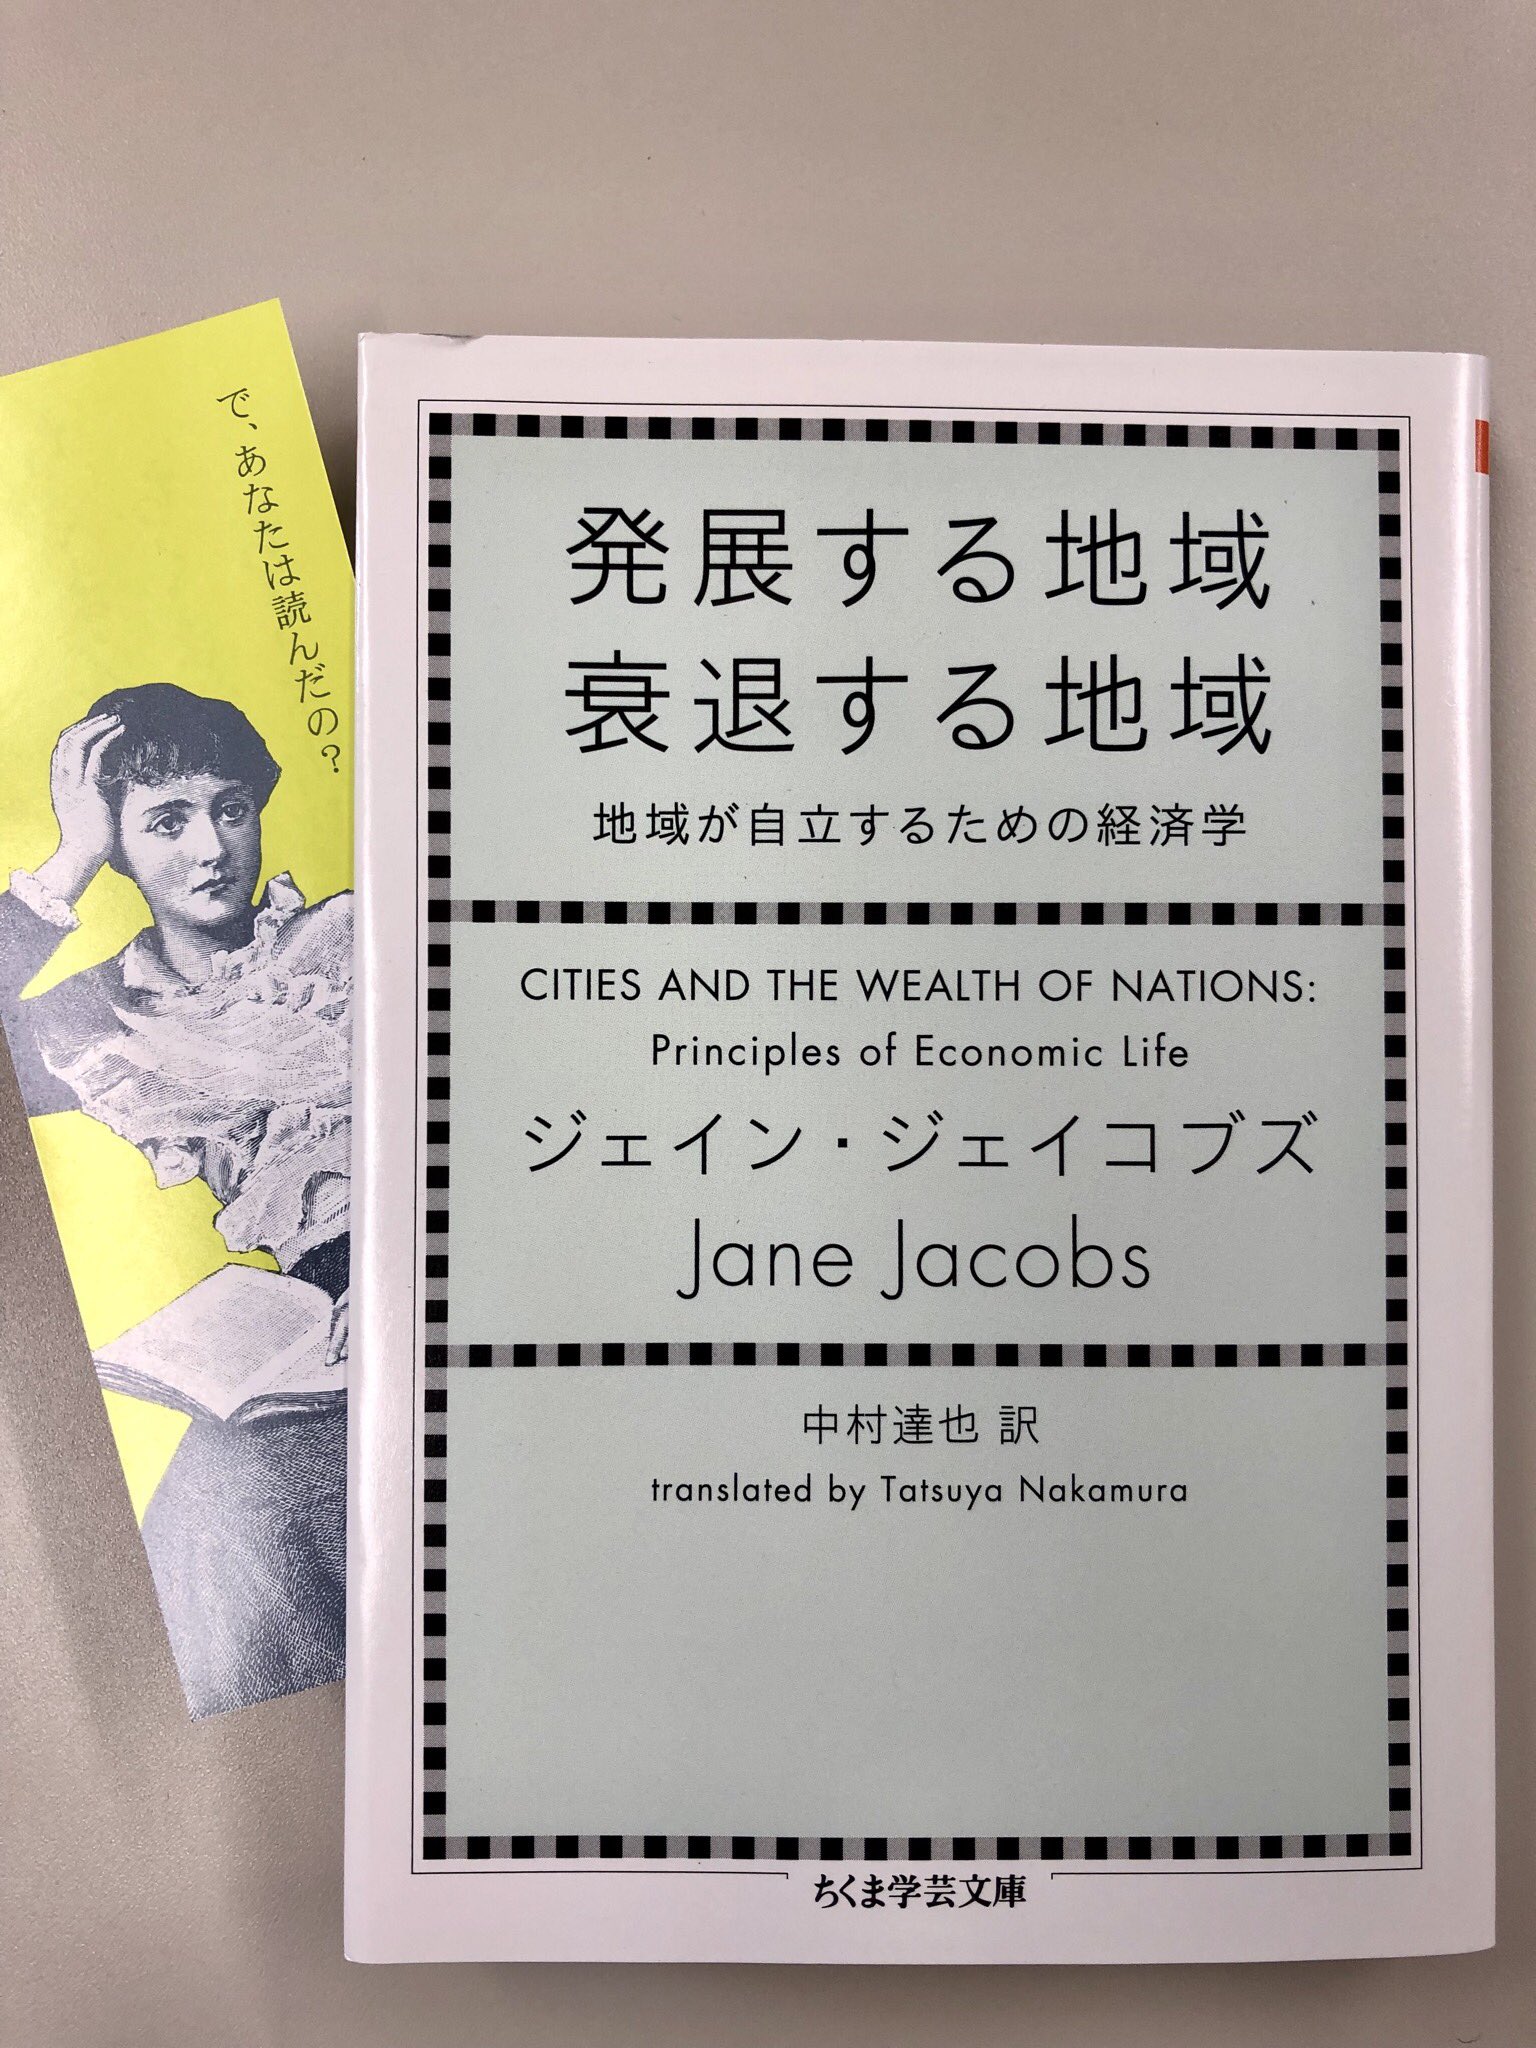 で、あなたは読んだの?
発展する地域
衰退する地域
地域が自立するための経済学
CITIES AND THE WEALTH OF NATIONS:
Principles of Economic Life
ジェイン・ジェイコブズ
Jane Jacobs
中村達也 訳
translated by Tatsuya Nakamura
ちくま学芸文庫